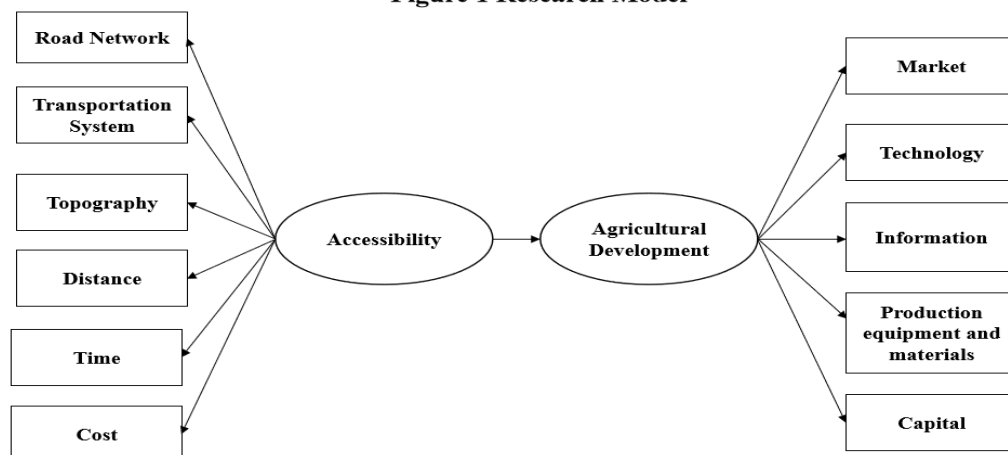 Figure 1 Research Model
Road Network
Transportation
System
Topography
Distance
Time
Cost
Accessibility
Agricultural
Development
Market
Technology
Information
Production
equipment and
materials
Capital